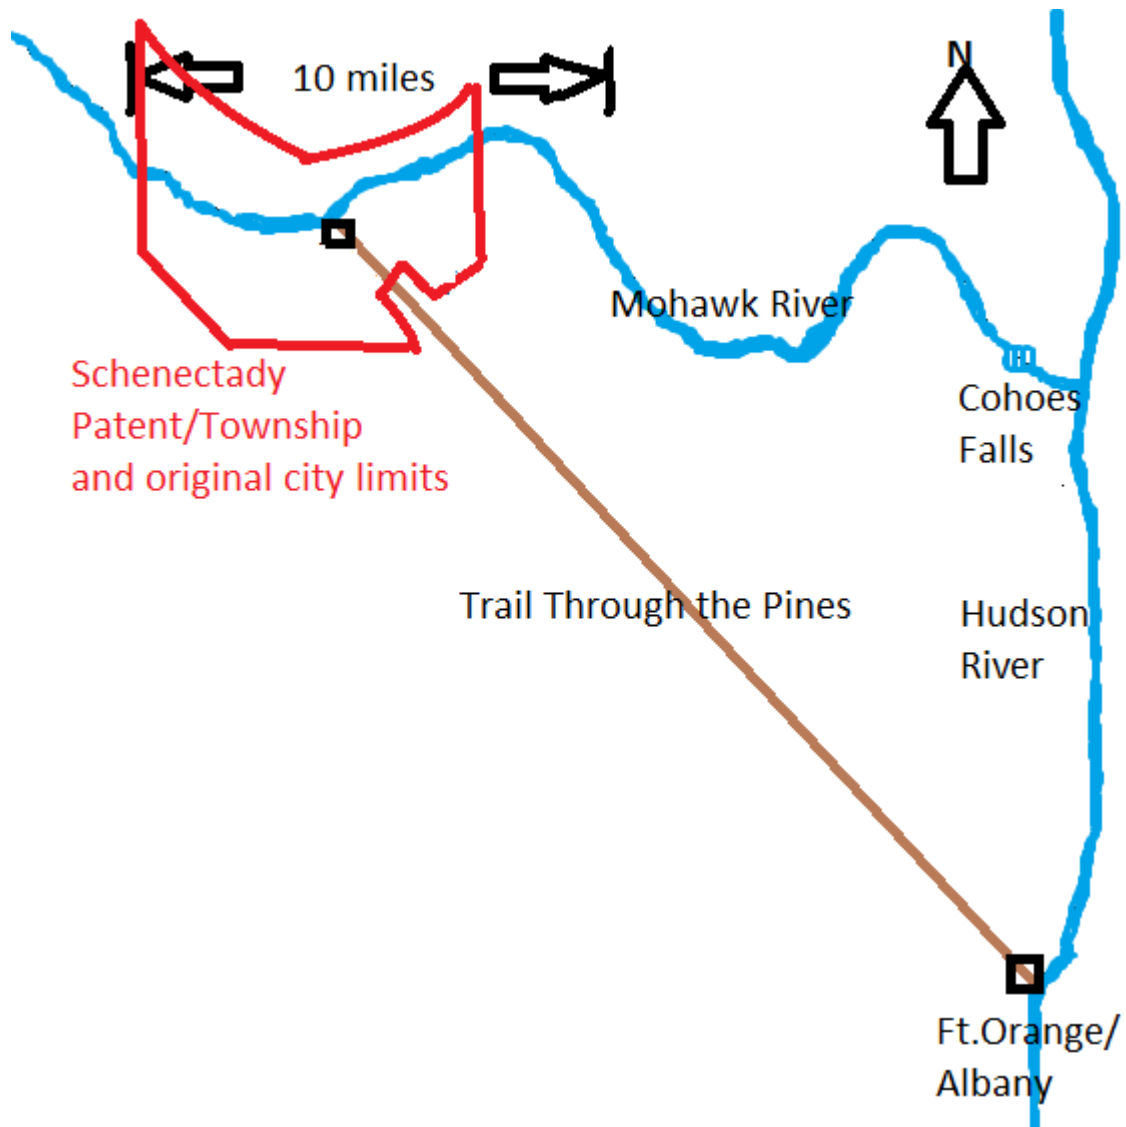 N
10 miles
Mohawk River
Schenectady
Patent/Township
and original city limits
Cohoes
Falls
Trail Through the Pines
Hudson
River
Ft.Orange/
Albany